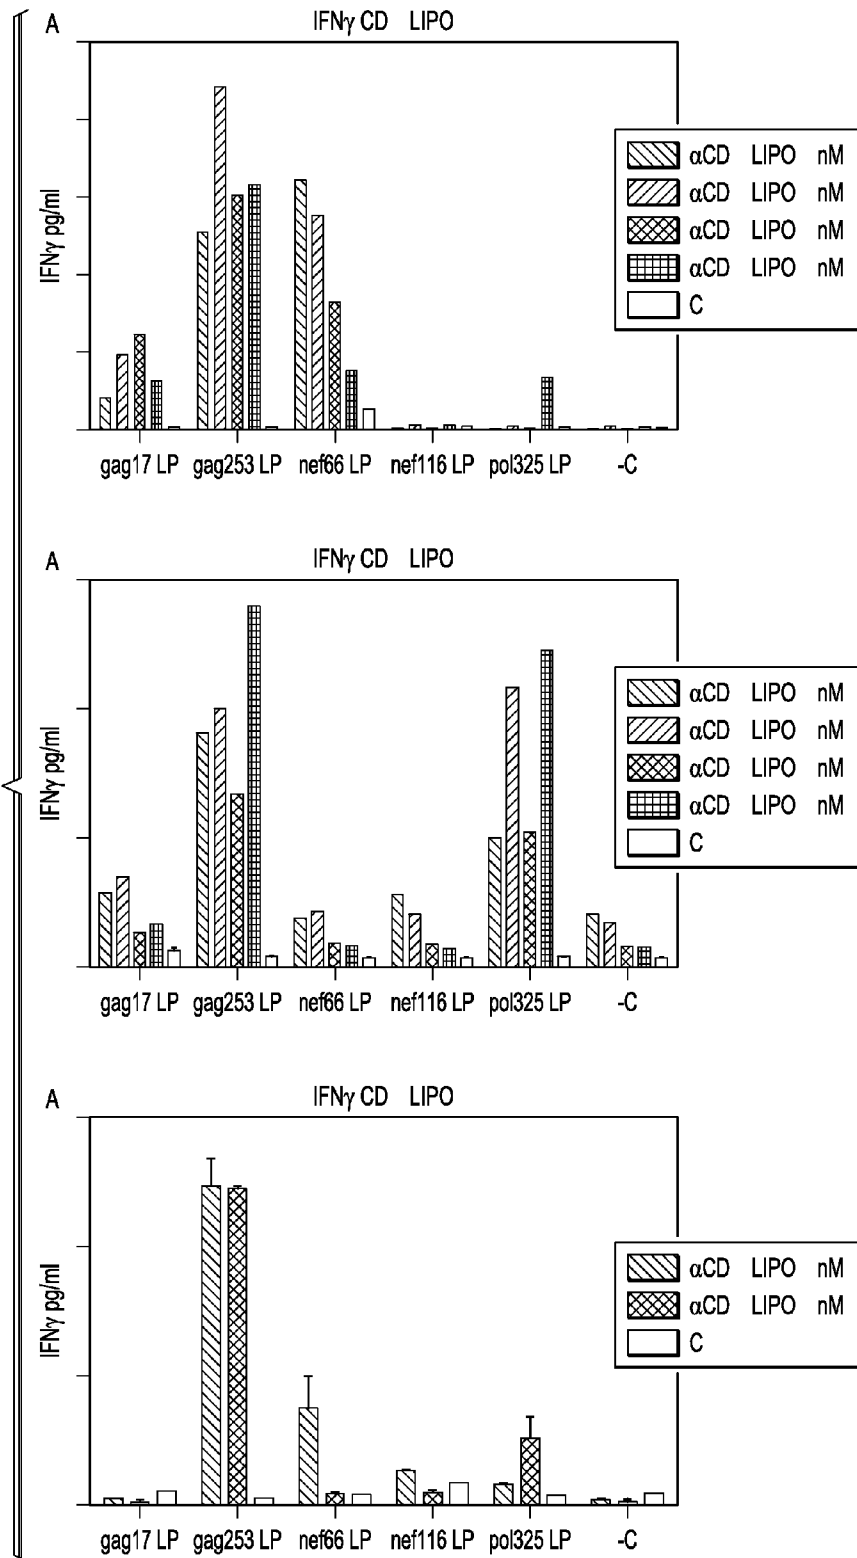 A
IFNγ CD LIPO
IFNγ pg/ml
αCD LIPO nM
αCD LIPO nM
αCD LIPO nM
αCD LIPO nM
C
gag17 LP gag253 LP nef66 LP nef116 LP pol325 LP -C
A
IFNγ CD LIPO
IFNγ pg/ml
αCD LIPO nM
αCD LIPO nM
αCD LIPO nM
αCD LIPO nM
C
gag17 LP gag253 LP nef66 LP nef116 LP pol325 LP -C
A
IFNγ CD LIPO
IFNγ pg/ml
αCD LIPO nM
αCD LIPO nM
C
gag17 LP gag253 LP nef66 LP nef116 LP pol325 LP -C